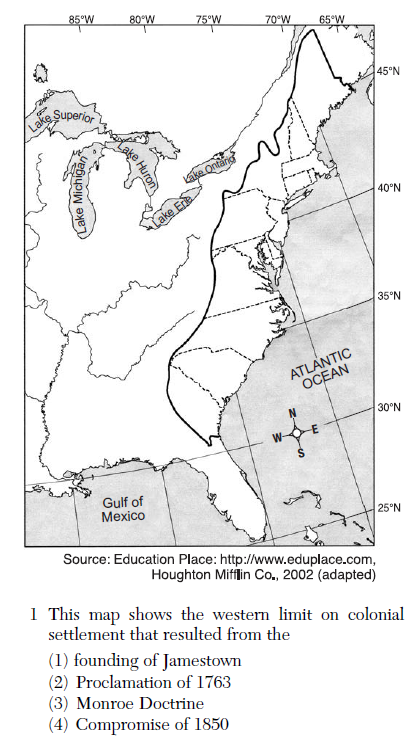 85°W 80°W 75°W 70°W 65°W
45°N
Lake Superior
Lake Huron
Lake Michigan
Lake Ontario
Lake Erie
40°N
35°N
ATLANTIC
OCEAN
30°N
N
W E
S
25°N
Gulf of
Mexico
Source: Education Place: http://www.eduplace.com,
Houghton Mifflin Co., 2002 (adapted)
1 This map shows the western limit on colonial
settlement that resulted from the
(1) founding of Jamestown
(2) Proclamation of 1763
(3) Monroe Doctrine
(4) Compromise of 1850